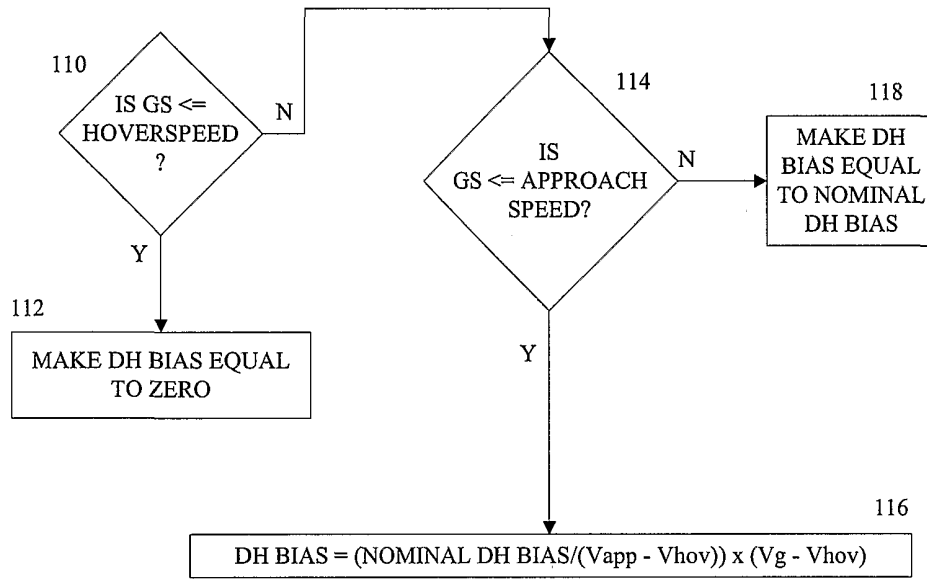 110
IS GS <=
HOVERSPEED
?
N
Y
112
MAKE DH BIAS EQUAL
TO ZERO
114
IS
GS <= APPROACH
SPEED?
N
Y
118
MAKE DH
BIAS EQUAL
TO NOMINAL
DH BIAS
116
DH BIAS = (NOMINAL DH BIAS/(Vapp - Vhov)) x (Vg - Vhov)